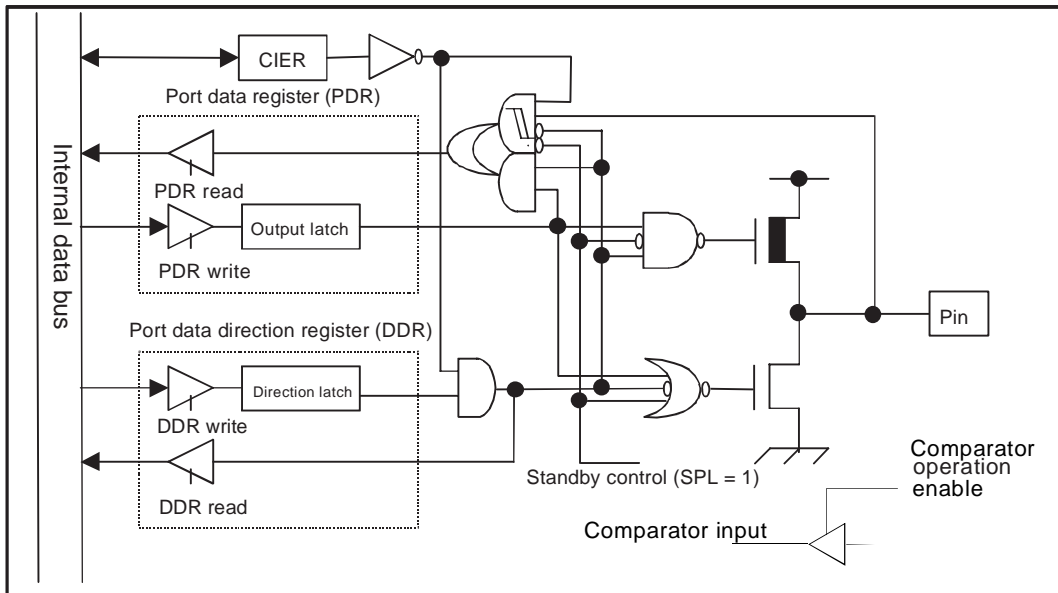 CIER
Port data register (PDR)
Internal data bus
PDR read
Output latch
PDR write
Pin
Port data direction register (DDR)
Direction latch
DDR write
DDR read
Standby control (SPL = 1)
Comparator
operation
enable
Comparator input